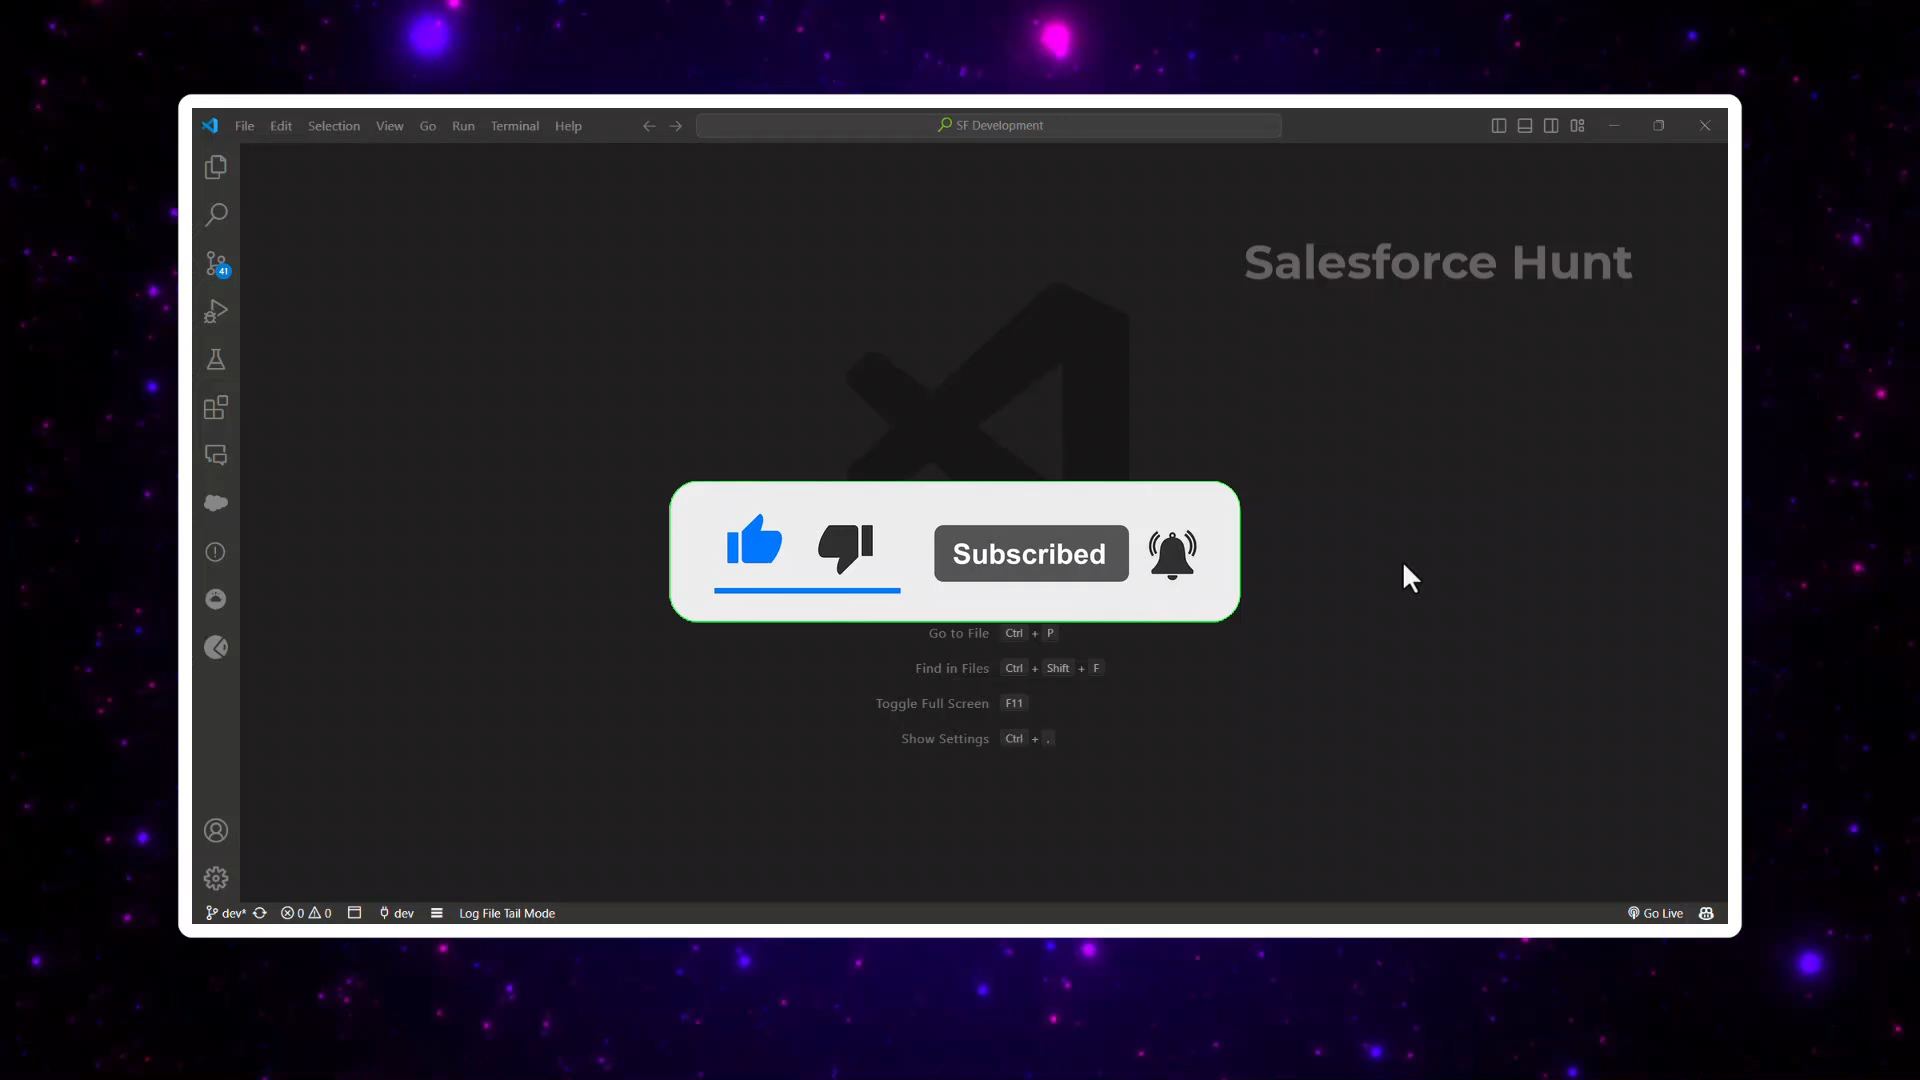 File Edit Selection View Go Run Terminal Help
SF Development
41
Salesforce Hunt
Subscribed
Go to File Ctrl + P
Find in Files Ctrl + Shift + F
Toggle Full Screen F11
Show Settings Ctrl + .
dev* 0 0 dev Log File Tail Mode Go Live